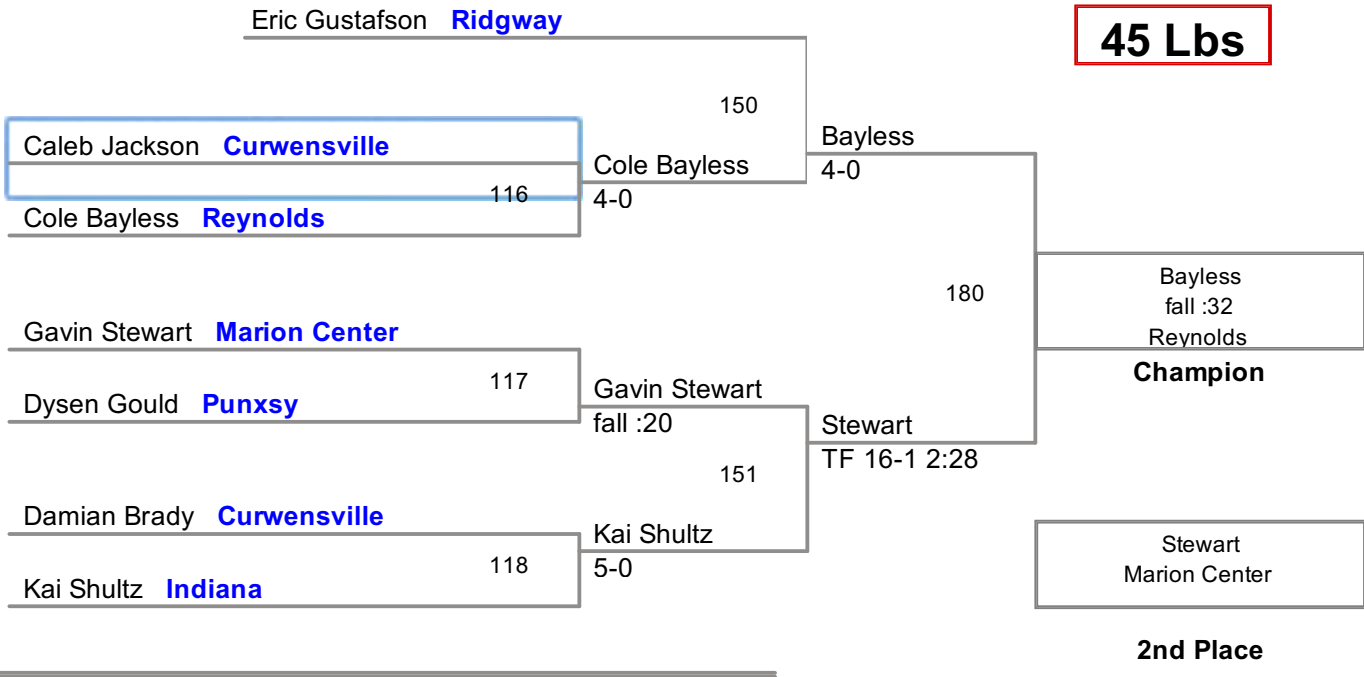 Eric Gustafson Ridgway
45 Lbs
150
Caleb Jackson Curwensville
Bayless
4-0
Cole Bayless
4-0
116
Cole Bayless Reynolds
180
Bayless
fall :32
Reynolds
Champion
Gavin Stewart Marion Center
117
Gavin Stewart
fall :20
Dysen Gould Punxsy
Stewart
TF 16-1 2:28
151
Damian Brady Curwensville
Kai Shultz
5-0
118
Kai Shultz Indiana
Stewart
Marion Center
2nd Place